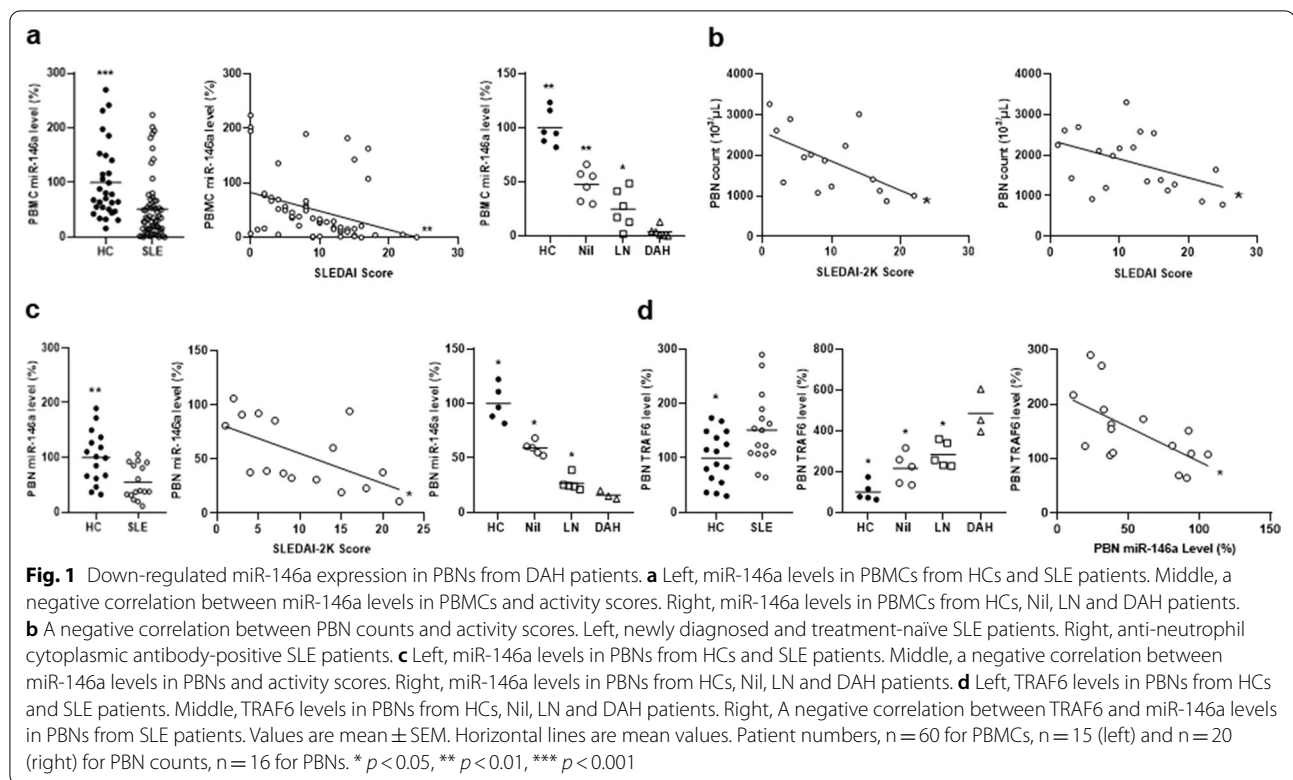 a
b
***
300
200
100
0
PBMC miR-146a level (%)
HC SLE
300
200
100
0
PBMC miR-146a level (%)
**
0 10 20 30
SLEDAI Score
150
100
50
0
PBMC miR-146a level (%)
** ** *
HC Nil LN DAH
4000
3000
2000
1000
0
PBN count (10³/μL)
*
0 10 20 30
SLEDAI-2K Score
4000
3000
2000
1000
0
PBN count (10³/μL)
*
0 10 20 30
SLEDAI Score
c
d
300
200
100
0
PBN miR-146a level (%)
**
HC SLE
150
100
50
0
PBN miR-146a level (%)
*
0 5 10 15 20 25
SLEDAI-2K Score
150
100
50
0
PBN miR-146a level (%)
* * *
HC Nil LN DAH
300
200
100
0
PBN TRAF6 level (%)
*
HC SLE
800
600
400
200
0
PBN TRAF6 level (%)
* * *
HC Nil LN DAH
300
200
100
0
PBN TRAF6 level (%)
*
0 50 100 150
PBN miR-146a Level (%)
Fig. 1 Down-regulated miR-146a expression in PBNs from DAH patients. a Left, miR-146a levels in PBMCs from HCs and SLE patients. Middle, a
negative correlation between miR-146a levels in PBMCs and activity scores. Right, miR-146a levels in PBMCs from HCs, Nil, LN and DAH patients.
b A negative correlation between PBN counts and activity scores. Left, newly diagnosed and treatment-naïve SLE patients. Right, anti-neutrophil
cytoplasmic antibody-positive SLE patients. c Left, miR-146a levels in PBNs from HCs and SLE patients. Middle, a negative correlation between
miR-146a levels in PBNs and activity scores. Right, miR-146a levels in PBNs from HCs, Nil, LN and DAH patients. d Left, TRAF6 levels in PBNs from HCs
and SLE patients. Middle, TRAF6 levels in PBNs from HCs, Nil, LN and DAH patients. Right, A negative correlation between TRAF6 and miR-146a levels
in PBNs from SLE patients. Values are mean ± SEM. Horizontal lines are mean values. Patient numbers, n = 60 for PBMCs, n = 15 (left) and n = 20
(right) for PBN counts, n = 16 for PBNs. * p < 0.05, ** p < 0.01, *** p < 0.001